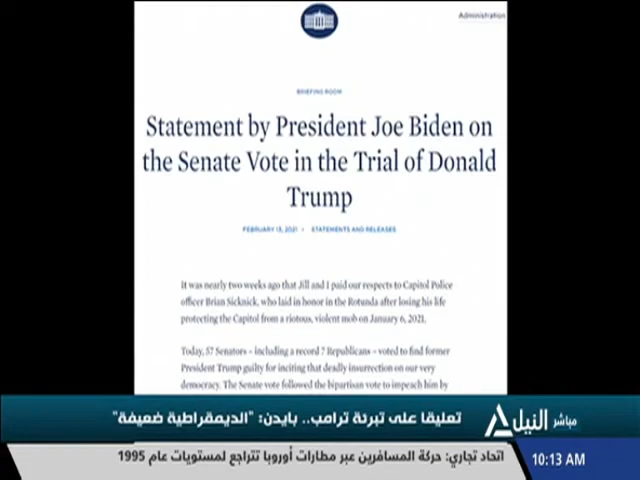 Administration
BRIEFING ROOM
Statement by President Joe Biden on
the Senate Vote in the Trial of Donald
Trump
FEBRUARY 13, 2021 • STATEMENTS AND RELEASES
It was nearly two weeks ago that Jill and I paid our respects to Capitol Police
officer Brian Sicknick, who laid in honor in the Rotunda after losing his life
protecting the Capitol from a riotous, violent mob on January 6, 2021.
Today, 57 Senators – including a record 7 Republicans – voted to find former
President Trump guilty for inciting that deadly insurrection on our very
democracy. The Senate vote followed the bipartisan vote to impeach him by
مباشر النيل
تعليقا على تبرئة ترامب.. بايدن: "الديمقراطية ضعيفة"
اتحاد تجاري: حركة المسافرين عبر مطارات أوروبا تتراجع لمستويات عام 1995
10:13 AM